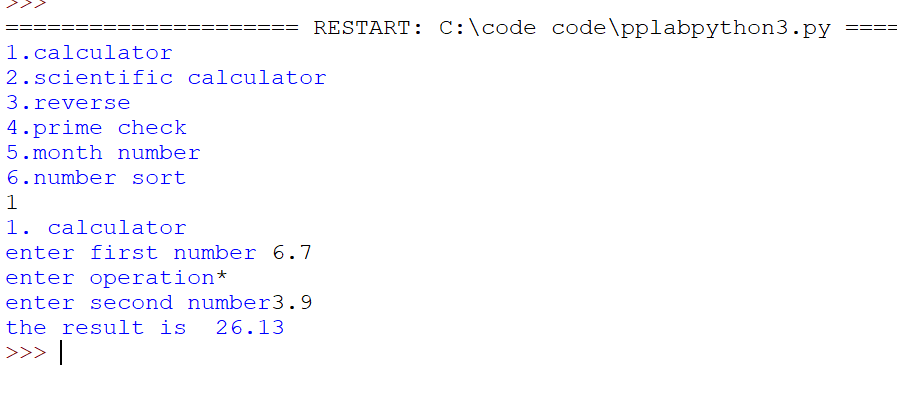 >>>
===================== RESTART: C:\code code\pplabpython3.py ====
1.calculator
2.scientific calculator
3.reverse
4.prime check
5.month number
6.number sort
1
1. calculator
enter first number 6.7
enter operation*
enter second number3.9
the result is  26.13
>>>